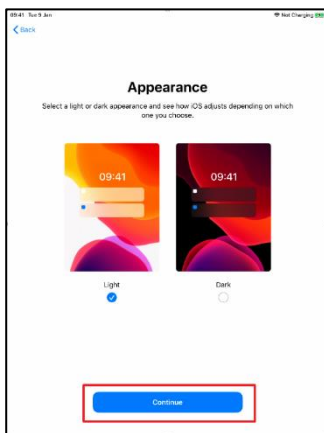 09:41 Tue 9 Jan
Not Charging
Back
Appearance
Select a light or dark appearance and see how iOS adjusts depending on which
one you choose.
09:41
09:41
Light
Dark
Continue